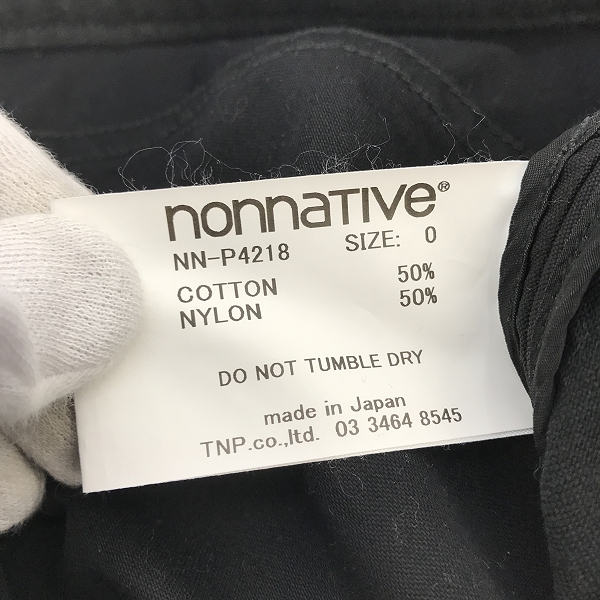 nonnative®
NN-P4218 SIZE: 0
COTTON 50%
NYLON 50%
DO NOT TUMBLE DRY
made in Japan
TNP.co.,ltd. 03 3464 8545